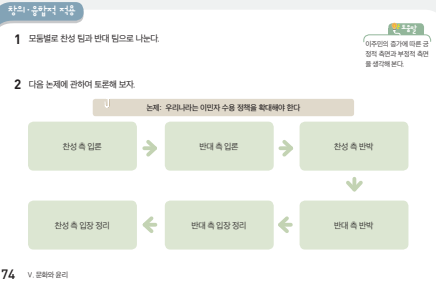 창의·융합적 적용
1 모둠별로 찬성 팀과 반대 팀으로 나눈다.
도움말
이주민의 증가에 따른 긍
정적 측면과 부정적 측면
을 생각해 본다.
2 다음 논제에 관하여 토론해 보자.
논제: 우리나라는 이민자 수용 정책을 확대해야 한다
찬성 측 입론
반대 측 입론
찬성 측 반박
찬성 측 입장 정리
반대 측 입장 정리
반대 측 반박
74 V. 문화와 윤리